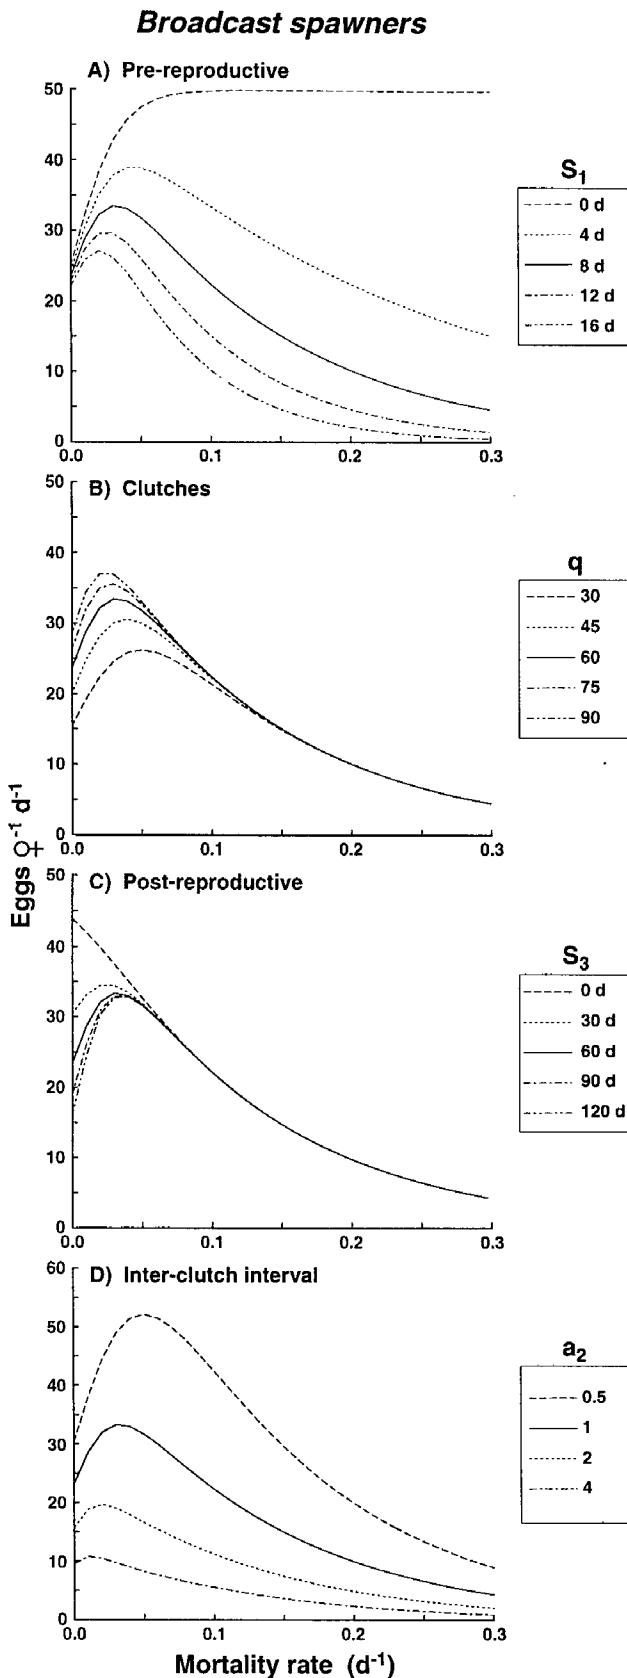 Broadcast spawners
A) Pre-reproductive
50
40
30
20
10
0
0.0
0.1
0.2
0.3
S1
0 d
4 d
8 d
12 d
16 d
B) Clutches
50
40
30
20
10
0
0.0
0.1
0.2
0.3
q
30
45
60
75
90
Eggs ♀-1 d-1
C) Post-reproductive
50
40
30
20
10
0
0.0
0.1
0.2
0.3
S3
0 d
30 d
60 d
90 d
120 d
D) Inter-clutch interval
60
50
40
30
20
10
0
0.0
0.1
0.2
0.3
a2
0.5
1
2
4
Mortality rate (d-1)